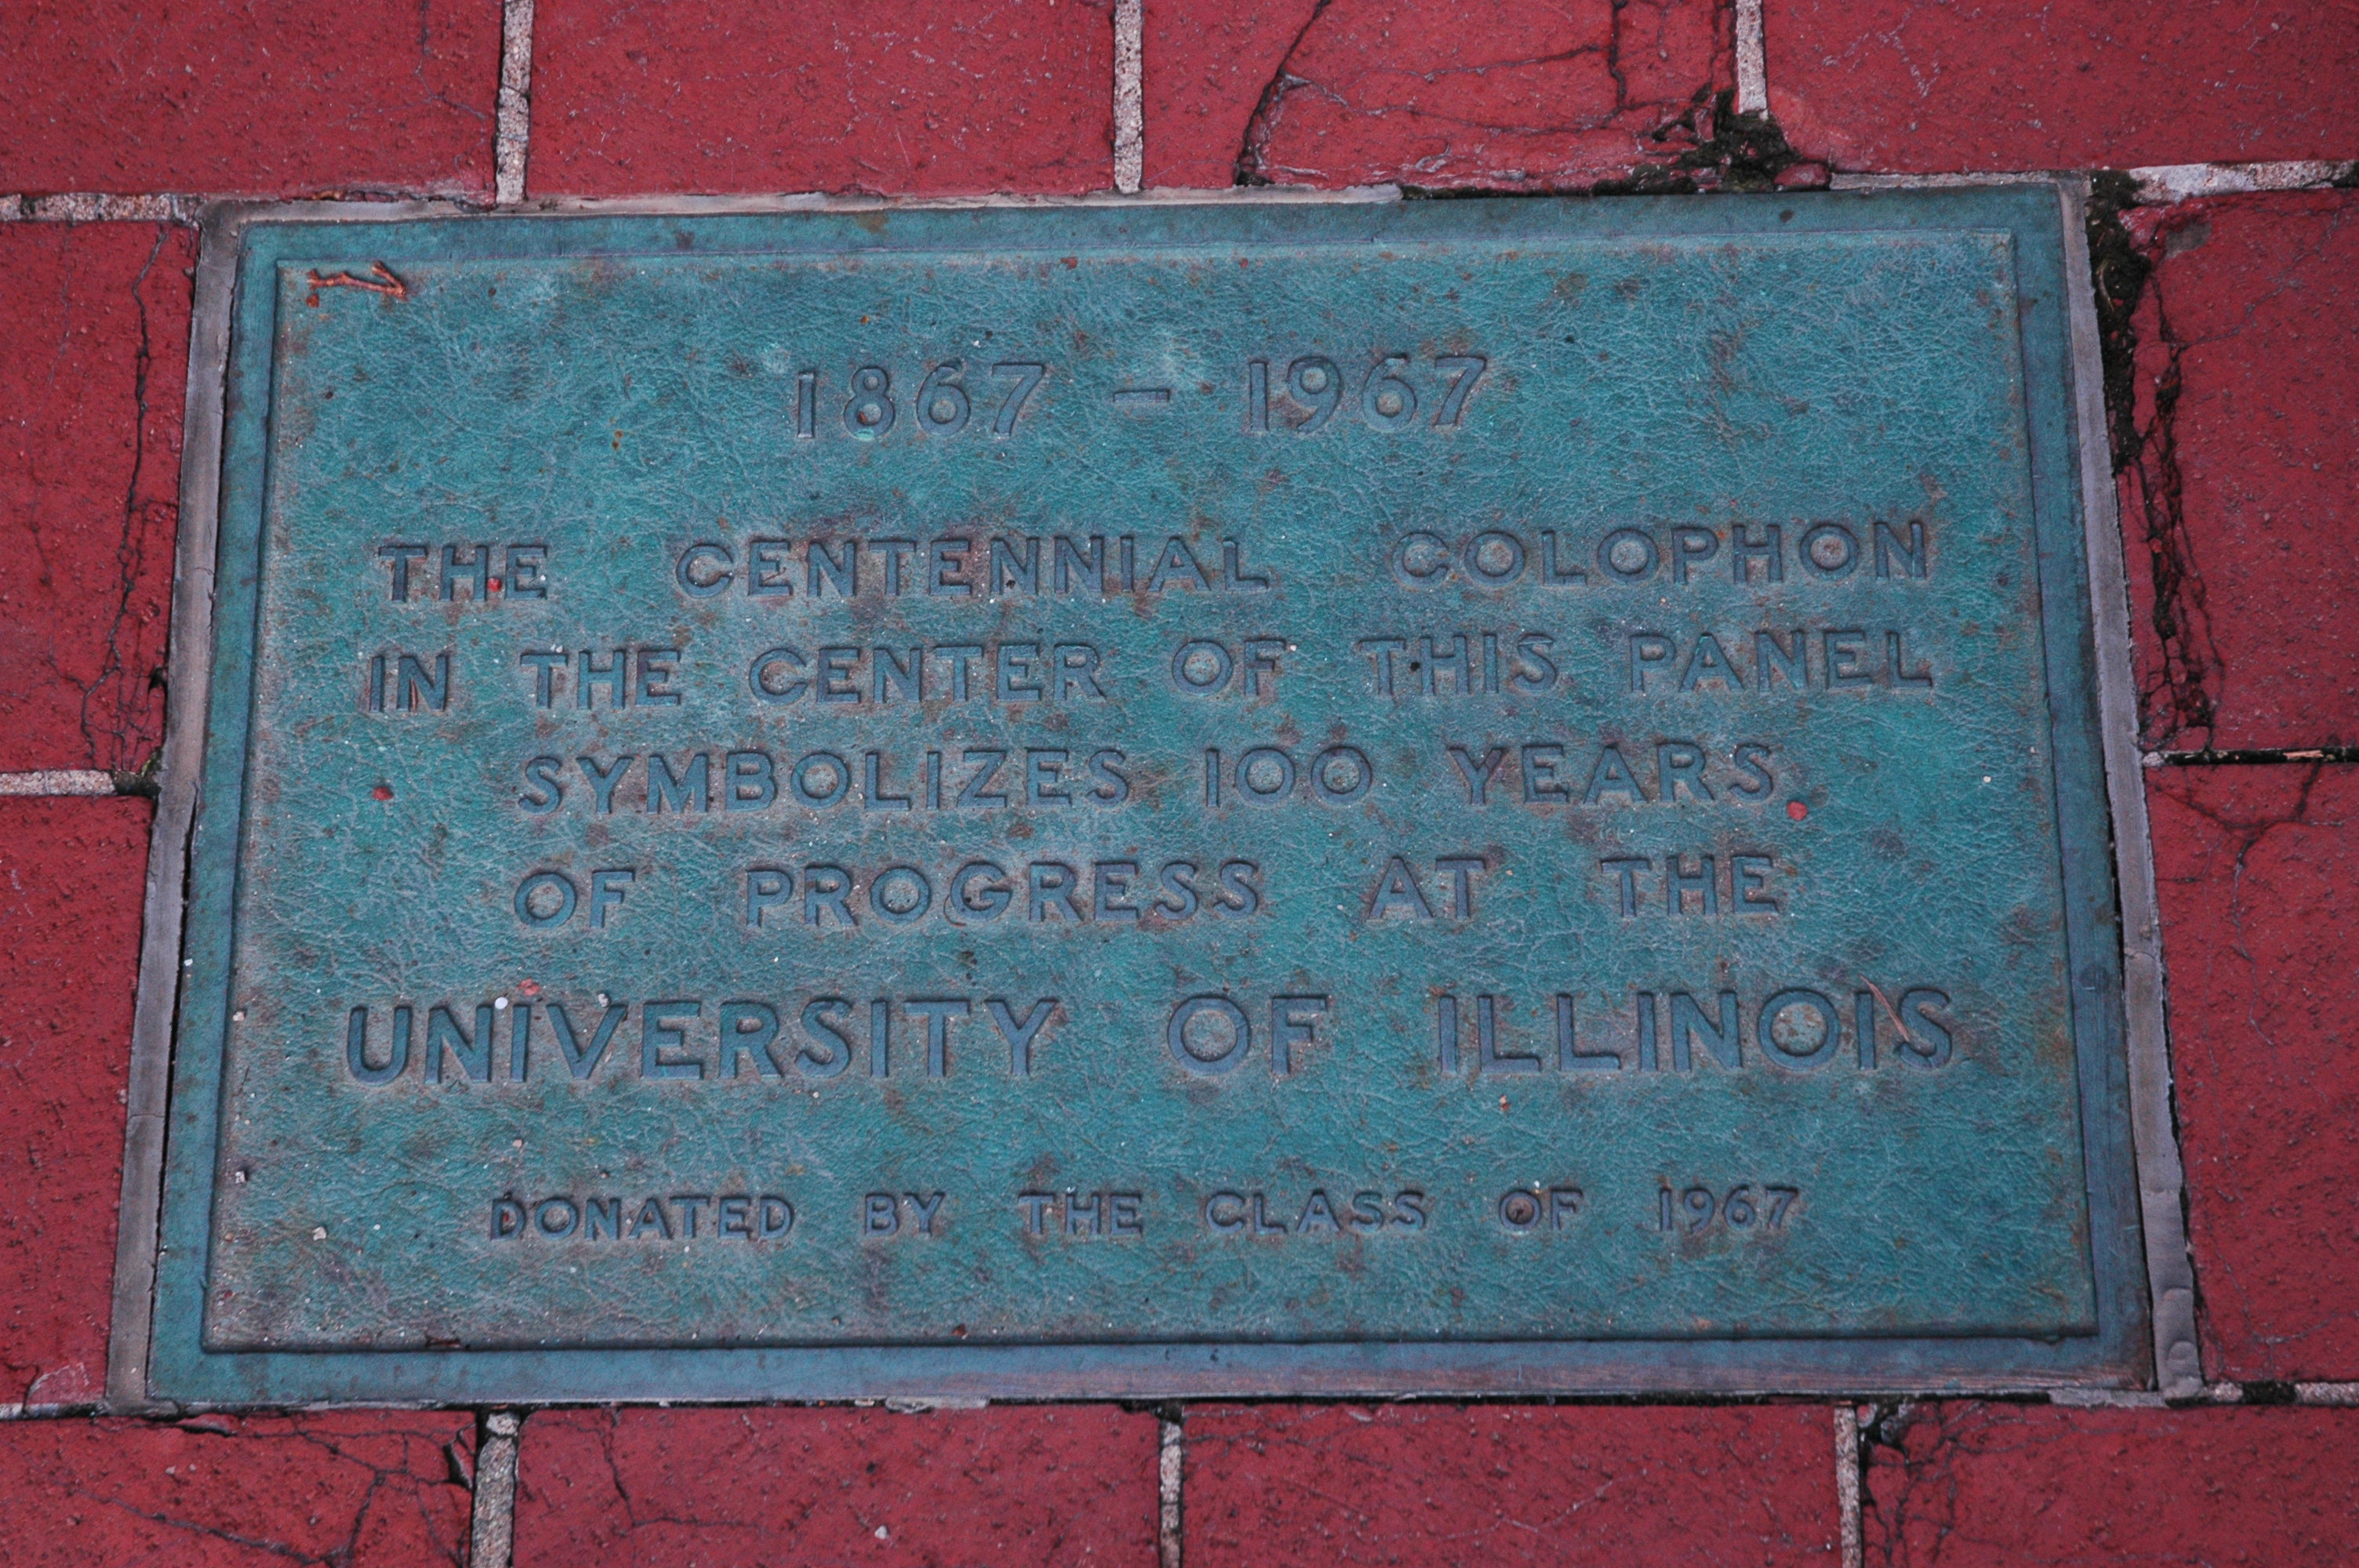 1867 - 1967
THE CENTENNIAL COLOPHON
IN THE CENTER OF THIS PANEL
SYMBOLIZES 100 YEARS
OF PROGRESS AT THE
UNIVERSITY OF ILLINOIS
DONATED BY THE CLASS OF 1967